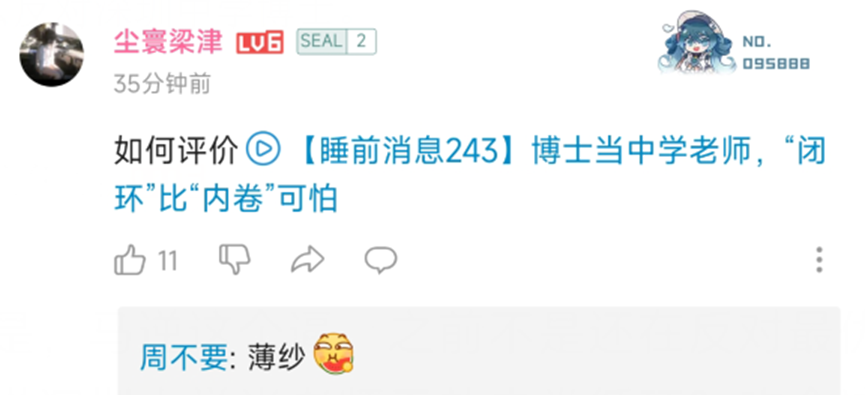 尘寰梁津 LV6 SEAL 2
NO.
095888
35分钟前
如何评价【睡前消息243】博士当中学老师，“闭
环”比“内卷”可怕
11
周不要: 薄纱